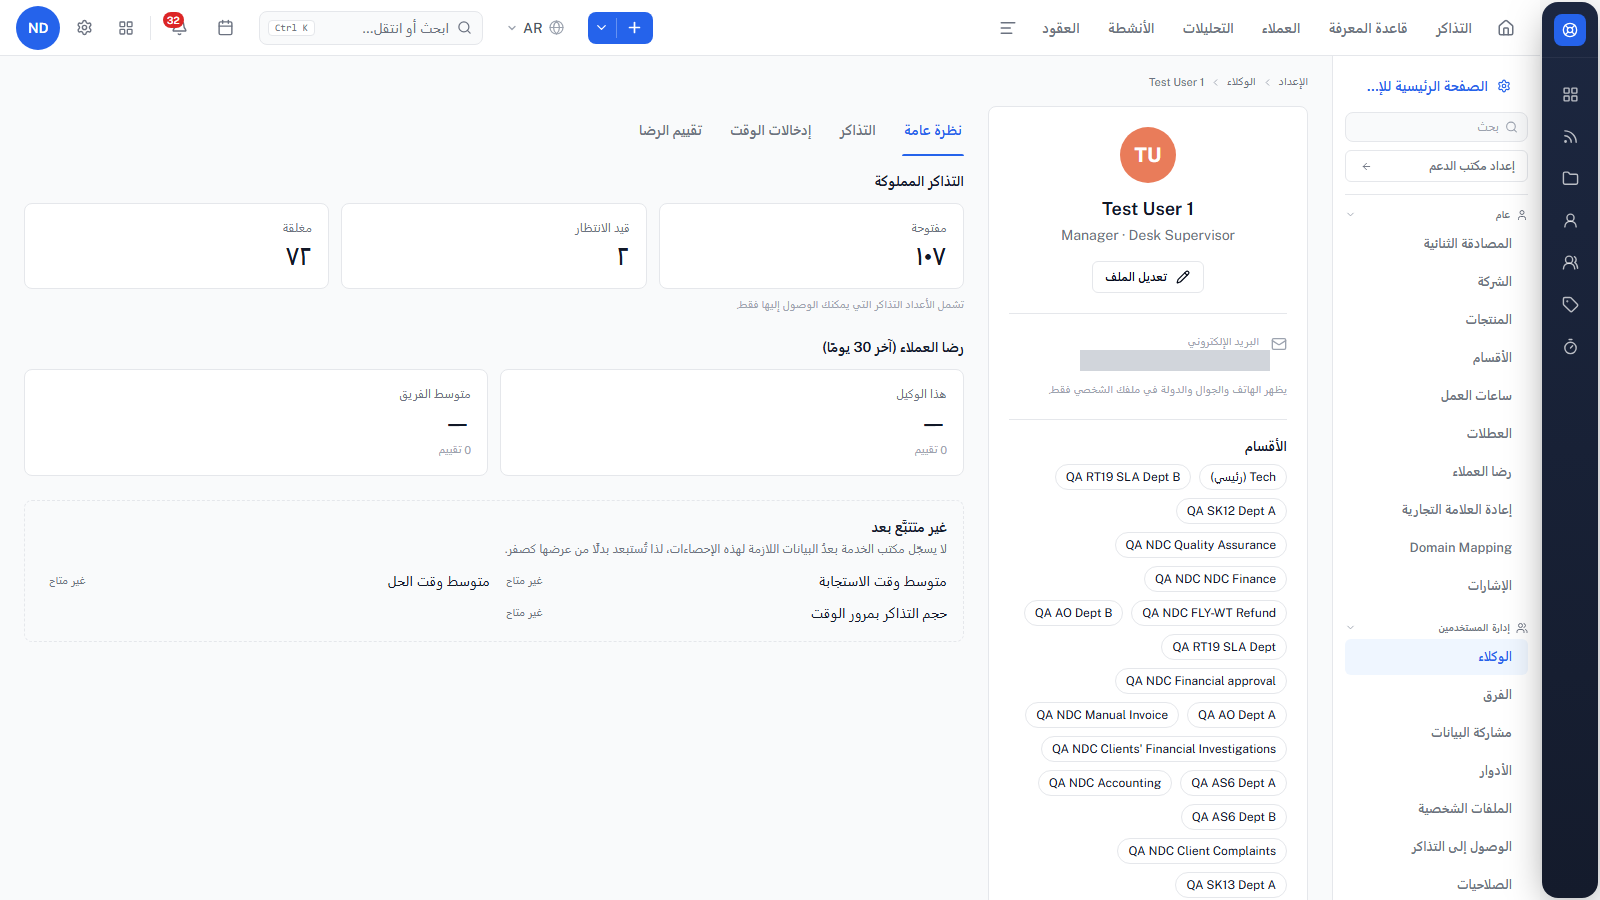 التذاكر
قاعدة المعرفة
العملاء
التحليلات
الأنشطة
العقود
AR
ابحث أو انتقل...
Ctrl K
32
ND
الصفحة الرئيسية للإ...
بحث
إعداد مكتب الدعم
عام
المصادقة الثنائية
الشركة
المنتجات
الأقسام
ساعات العمل
العطلات
رضا العملاء
إعادة العلامة التجارية
Domain Mapping
الإشارات
إدارة المستخدمين
الوكلاء
الفرق
مشاركة البيانات
الأدوار
الملفات الشخصية
الوصول إلى التذاكر
الصلاحيات
الإعداد
الوكلاء
Test User 1
TU
Test User 1
Manager · Desk Supervisor
تعديل الملف
البريد الإلكتروني
يظهر الهاتف والجوال والدولة في ملفك الشخصي فقط.
الأقسام
Tech (رئيسي)
QA RT19 SLA Dept B
QA SK12 Dept A
QA NDC Quality Assurance
QA NDC NDC Finance
QA NDC FLY-WT Refund
QA AO Dept B
QA RT19 SLA Dept
QA NDC Financial approval
QA AO Dept A
QA NDC Manual Invoice
QA NDC Clients' Financial Investigations
QA AS6 Dept A
QA NDC Accounting
QA AS6 Dept B
QA NDC Client Complaints
QA SK13 Dept A
نظرة عامة
التذاكر
إدخالات الوقت
تقييم الرضا
التذاكر المملوكة
مفتوحة
١٠٧
قيد الانتظار
٢
مغلقة
٧٢
تشمل الأعداد التذاكر التي يمكنك الوصول إليها فقط.
رضا العملاء (آخر 30 يومًا)
هذا الوكيل
—
0 تقييم
متوسط الفريق
—
0 تقييم
غير متتبَّع بعد
لا يسجّل مكتب الخدمة بعدُ البيانات اللازمة لهذه الإحصاءات، لذا تُستبعد بدلًا من عرضها كصفر.
متوسط وقت الاستجابة
غير متاح
متوسط وقت الحل
غير متاح
حجم التذاكر بمرور الوقت
غير متاح